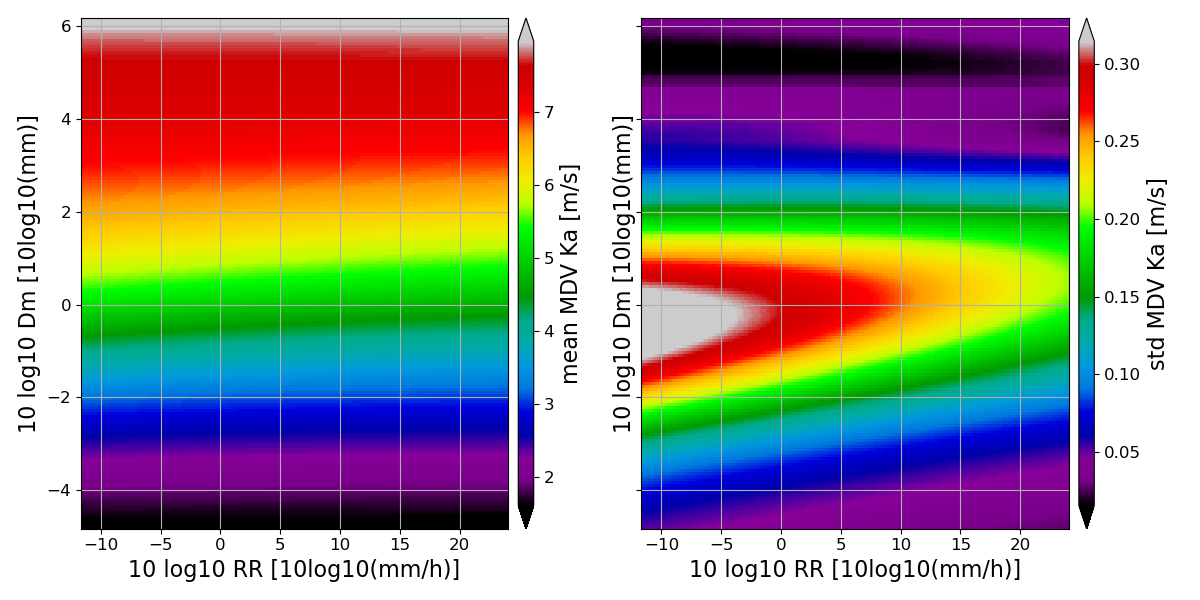 6
4
2
0
−2
−4
10 log10 Dm [10log10(mm)]
−10 −5 0 5 10 15 20
10 log10 RR [10log10(mm/h)]
7
6
5
4
3
2
mean MDV Ka [m/s]
10 log10 Dm [10log10(mm)]
−10 −5 0 5 10 15 20
10 log10 RR [10log10(mm/h)]
0.30
0.25
0.20
0.15
0.10
0.05
std MDV Ka [m/s]